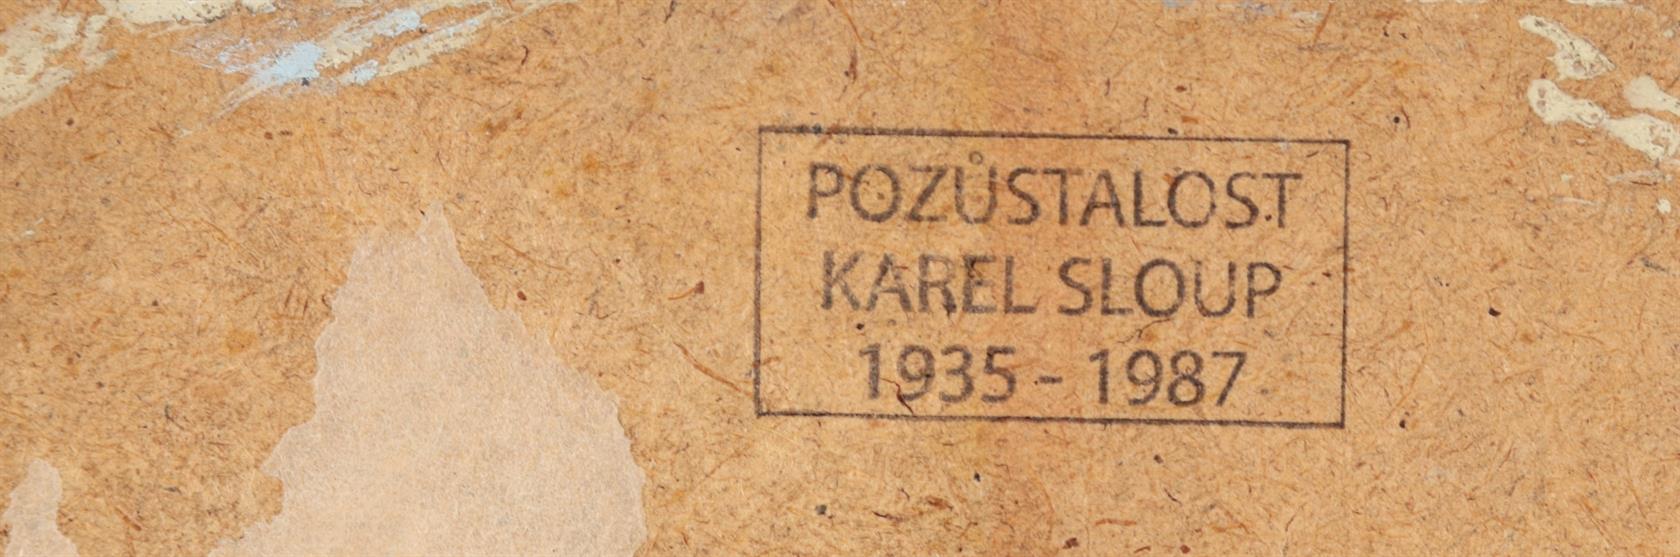 POZŮSTALOST
KAREL SLOUP
1935 - 1987